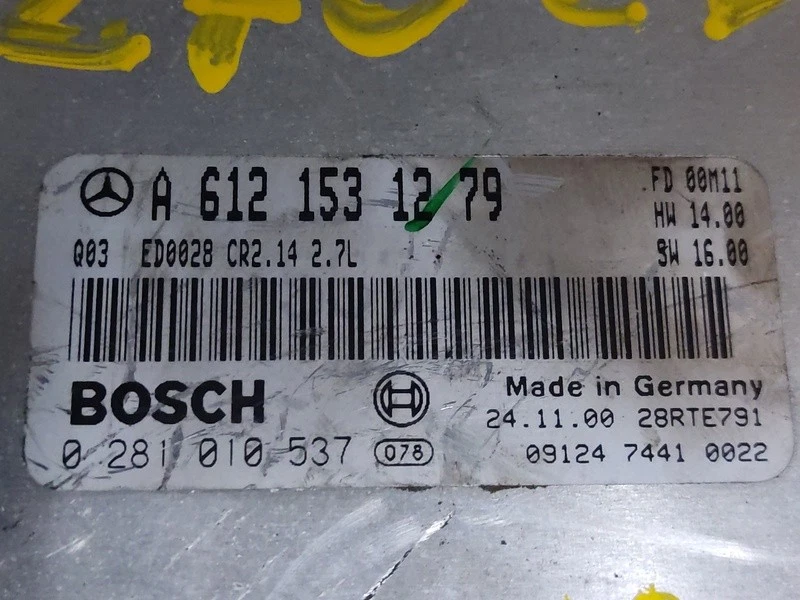 A 612 153 12 79
FD 00M11
HW 14.00
Q03 ED0028 CR2.14 2.7L
SW 16.00
BOSCH
Made in Germany
24.11.00 28RTE791
0 281 010 537 078
09124 7441 0022